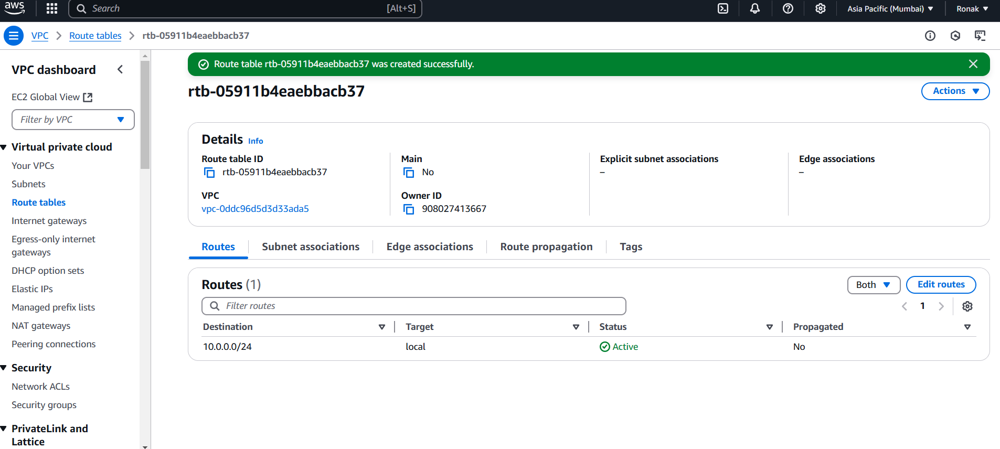 aws
Search [Alt+S]
Asia Pacific (Mumbai) Ronak
VPC Route tables rtb-05911b4eaebbacb37
VPC dashboard
EC2 Global View
Filter by VPC
Virtual private cloud
Your VPCs
Subnets
Route tables
Internet gateways
Egress-only internet
gateways
DHCP option sets
Elastic IPs
Managed prefix lists
NAT gateways
Peering connections
Security
Network ACLs
Security groups
PrivateLink and
Lattice
Route table rtb-05911b4eaebbacb37 was created successfully.
rtb-05911b4eaebbacb37
Actions
Details Info
Route table ID
rtb-05911b4eaebbacb37
VPC
vpc-0ddc96d5d3d33ada5
Main
No
Owner ID
908027413667
Explicit subnet associations
–
Edge associations
–
Routes Subnet associations Edge associations Route propagation Tags
Routes (1)
Both Edit routes
Filter routes
1
Destination Target Status Propagated
10.0.0.0/24 local Active No